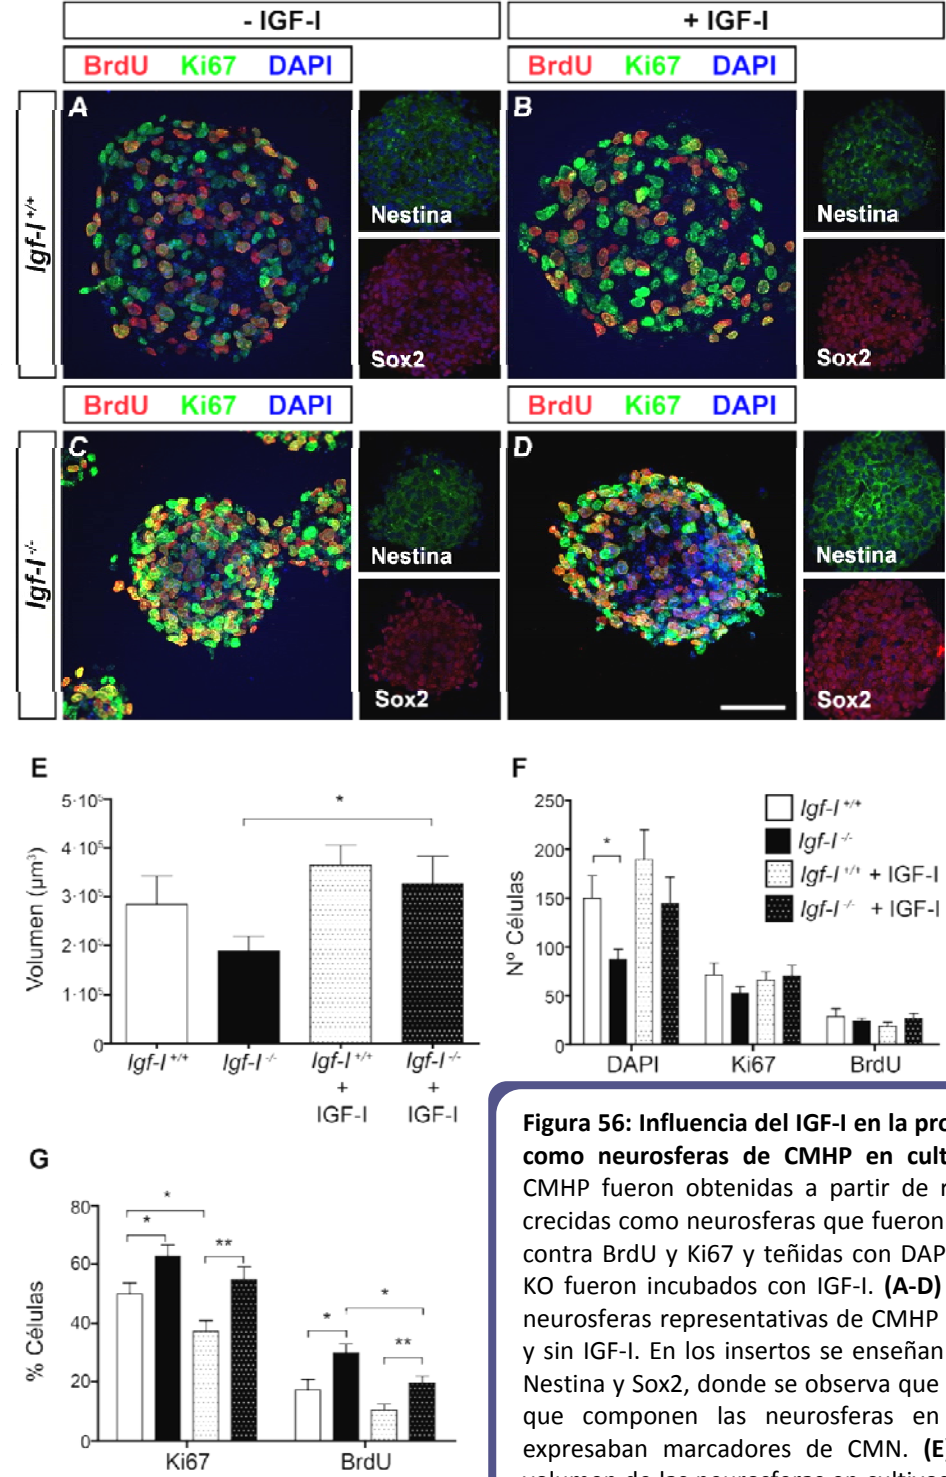 - IGF-I
+ IGF-I
BrdU Ki67 DAPI
BrdU Ki67 DAPI
Igf-I +/+
A
Nestina
Sox2
B
Nestina
Sox2
BrdU Ki67 DAPI
BrdU Ki67 DAPI
Igf-I -/-
C
Nestina
Sox2
D
Nestina
Sox2
E
Volumen (µm³)
5·10⁵
4·10⁵
3·10⁵
2·10⁵
1·10⁵
0
*
Igf-I +/+
Igf-I -/-
Igf-I +/+ + IGF-I
Igf-I -/- + IGF-I
F
Nº Células
250
200
150
100
50
0
*
DAPI Ki67 BrdU
Igf-I +/+
Igf-I -/-
Igf-I +/+ + IGF-I
Igf-I -/- + IGF-I
G
% Células
80
60
40
20
0
*
*
**
*
*
**
Ki67 BrdU
Figura 56: Influencia del IGF-I en la pro
como neurosferas de CMHP en cult
CMHP fueron obtenidas a partir de r
crecidas como neurosferas que fueron
contra BrdU y Ki67 y teñidas con DAP
KO fueron incubados con IGF-I. (A-D)
neurosferas representativas de CMHP
y sin IGF-I. En los insertos se enseñan
Nestina y Sox2, donde se observa que
que componen las neurosferas en
expresaban marcadores de CMN. (E)